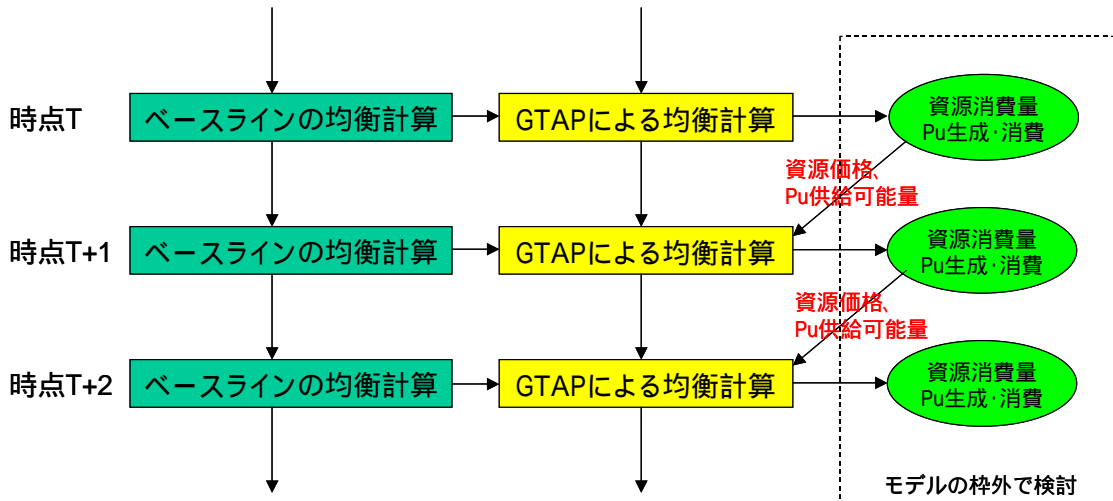 時点T
ベースラインの均衡計算
GTAPによる均衡計算
資源消費量
Pu生成・消費
資源価格、
Pu供給可能量
時点T+1
ベースラインの均衡計算
GTAPによる均衡計算
資源消費量
Pu生成・消費
資源価格、
Pu供給可能量
時点T+2
ベースラインの均衡計算
GTAPによる均衡計算
資源消費量
Pu生成・消費
モデルの枠外で検討